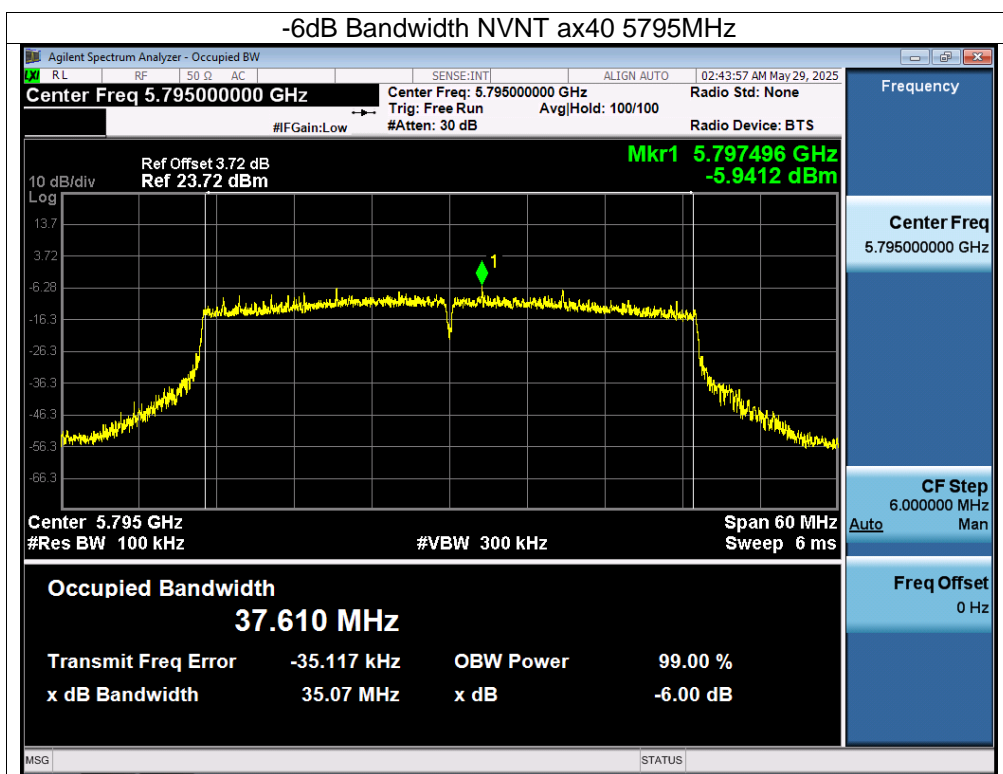 -6dB Bandwidth NVNT ax40 5795MHz
Agilent Spectrum Analyzer - Occupied BW
LXI RL RF 50 Ω AC SENSE:INT ALIGN AUTO 02:43:57 AM May 29, 2025
Center Freq 5.795000000 GHz
Center Freq: 5.795000000 GHz
Radio Std: None
Trig: Free Run Avg|Hold: 100/100
#IFGain:Low
#Atten: 30 dB
Radio Device: BTS
Mkr1 5.797496 GHz
-5.9412 dBm
Ref Offset 3.72 dB
10 dB/div Ref 23.72 dBm
Log
13.7
3.72
-6.28
-16.3
-26.3
-36.3
-46.3
-56.3
-66.3
1
Center 5.795 GHz Span 60 MHz
#Res BW 100 kHz #VBW 300 kHz Sweep 6 ms
Occupied Bandwidth
37.610 MHz
Transmit Freq Error -35.117 kHz OBW Power 99.00 %
x dB Bandwidth 35.07 MHz x dB -6.00 dB
MSG STATUS
Frequency
Center Freq
5.795000000 GHz
CF Step
6.000000 MHz
Auto Man
Freq Offset
0 Hz